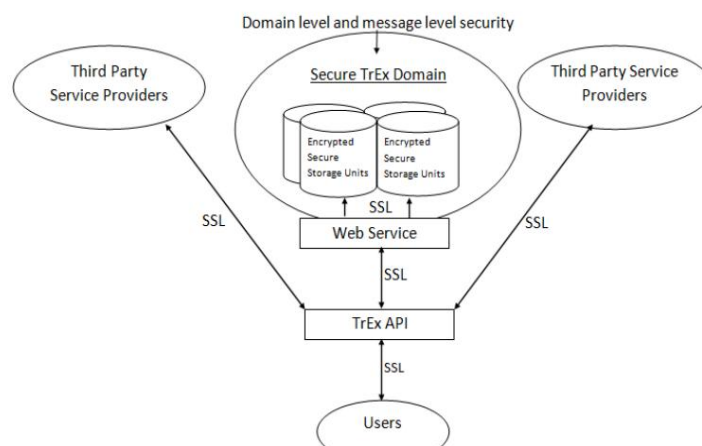 Domain level and message level security
Third Party
Service Providers
Secure TrEx Domain
Third Party Service
Providers
Encrypted
Secure
Storage Units
Encrypted
Secure
Storage Units
SSL
Web Service
SSL
SSL
SSL
TrEx API
SSL
Users